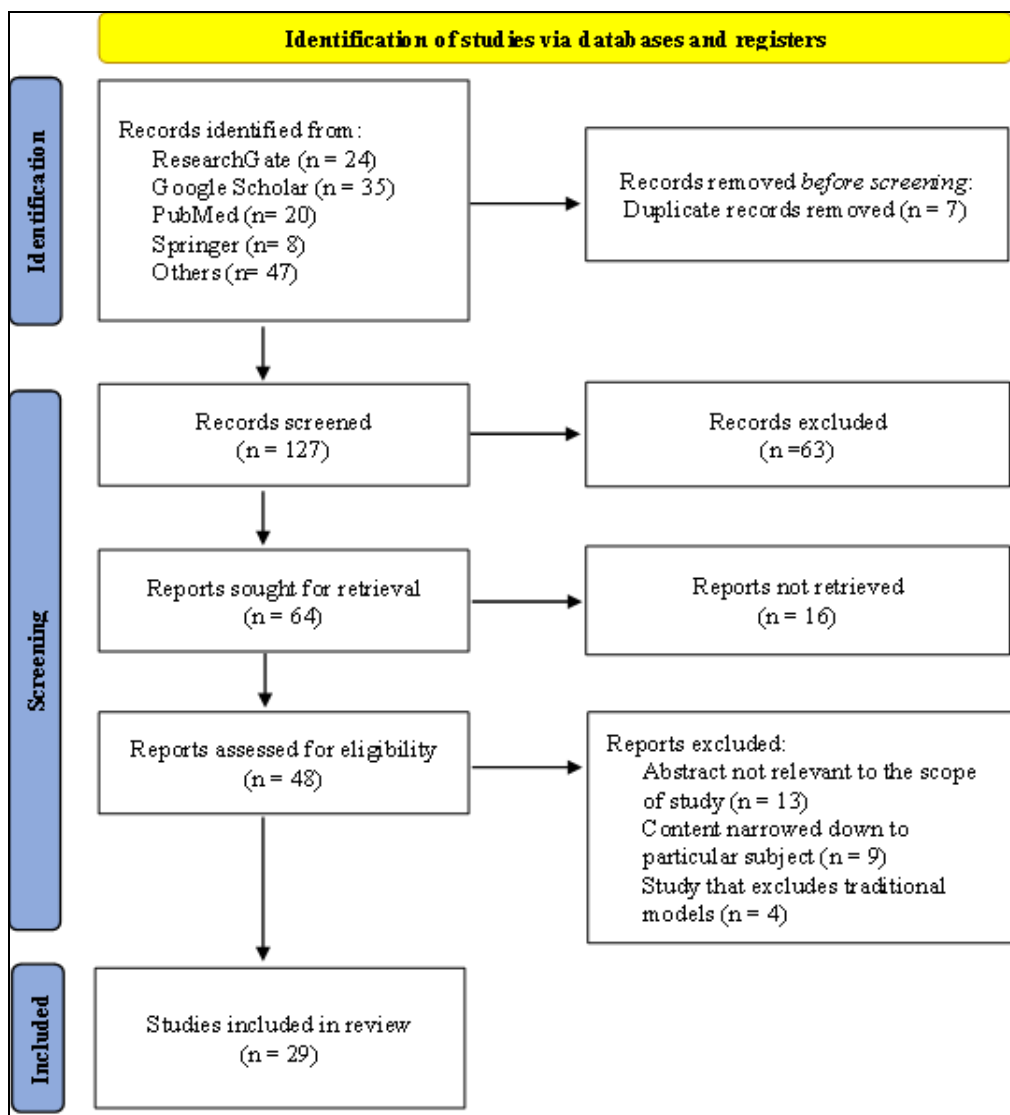 Identification of studies via databases and registers
Identification
Records identified from:
ResearchGate (n = 24)
Google Scholar (n = 35)
PubMed (n= 20)
Springer (n= 8)
Others (n= 47)
Records removed before screening:
Duplicate records removed (n = 7)
Screening
Records screened
(n = 127)
Records excluded
(n =63)
Reports sought for retrieval
(n = 64)
Reports not retrieved
(n = 16)
Reports assessed for eligibility
(n = 48)
Reports excluded:
Abstract not relevant to the scope
of study (n = 13)
Content narrowed down to
particular subject (n = 9)
Study that excludes traditional
models (n = 4)
Included
Studies included in review
(n = 29)